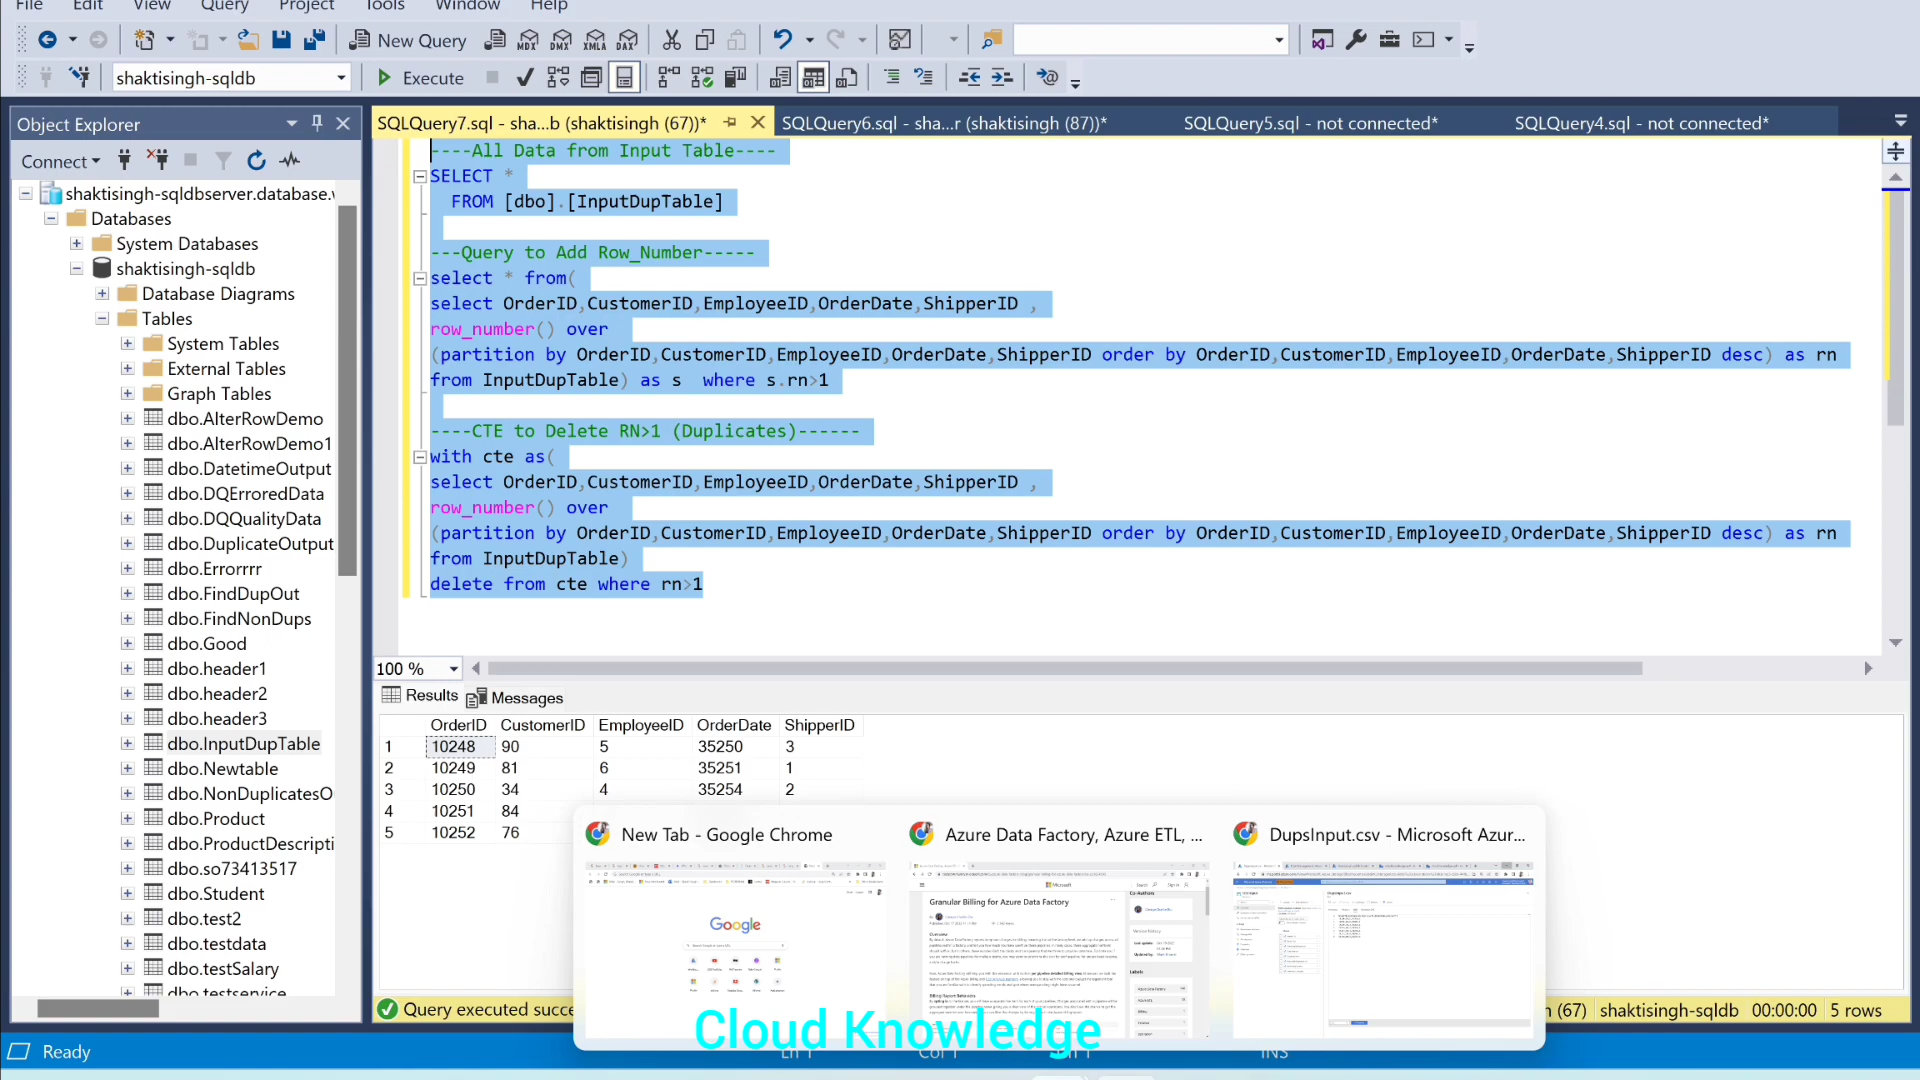 File Edit View Query Project Tools Window Help
New Query MDX DMX XMLA DAX
shaktisingh-sqldb Execute
Object Explorer
Connect
shaktisingh-sqldbserver.database.
Databases
System Databases
shaktisingh-sqldb
Database Diagrams
Tables
System Tables
External Tables
Graph Tables
dbo.AlterRowDemo
dbo.AlterRowDemo1
dbo.DatetimeOutput
dbo.DQErroredData
dbo.DQQualityData
dbo.DuplicateOutput
dbo.Errorrrr
dbo.FindDupOut
dbo.FindNonDups
dbo.Good
dbo.header1
dbo.header2
dbo.header3
dbo.InputDupTable
dbo.Newtable
dbo.NonDuplicatesO
dbo.Product
dbo.ProductDescripti
dbo.so73413517
dbo.Student
dbo.test2
dbo.testdata
dbo.testSalary
dbo.testservice
SQLQuery7.sql - sha...b (shaktisingh (67))* SQLQuery6.sql - sha...r (shaktisingh (87))* SQLQuery5.sql - not connected* SQLQuery4.sql - not connected*
----All Data from Input Table----
SELECT *
FROM [dbo].[InputDupTable]
---Query to Add Row_Number-----
select * from(
select OrderID,CustomerID,EmployeeID,OrderDate,ShipperID ,
row_number() over
(partition by OrderID,CustomerID,EmployeeID,OrderDate,ShipperID order by OrderID,CustomerID,EmployeeID,OrderDate,ShipperID desc) as rn
from InputDupTable) as s where s.rn>1
----CTE to Delete RN>1 (Duplicates)------
with cte as(
select OrderID,CustomerID,EmployeeID,OrderDate,ShipperID ,
row_number() over
(partition by OrderID,CustomerID,EmployeeID,OrderDate,ShipperID order by OrderID,CustomerID,EmployeeID,OrderDate,ShipperID desc) as rn
from InputDupTable)
delete from cte where rn>1
100 %
Results Messages
OrderID CustomerID EmployeeID OrderDate ShipperID
1 10248 90 5 35250 3
2 10249 81 6 35251 1
3 10250 34 4 35254 2
4 10251 84
5 10252 76
New Tab - Google Chrome Azure Data Factory, Azure ETL, ... DupsInput.csv - Microsoft Azur...
Google
Microsoft
Granular Billing for Azure Data Factory
Query executed succe (67) shaktisingh-sqldb 00:00:00 5 rows
Cloud Knowledge
Ready Ln 1 Col 1 INS